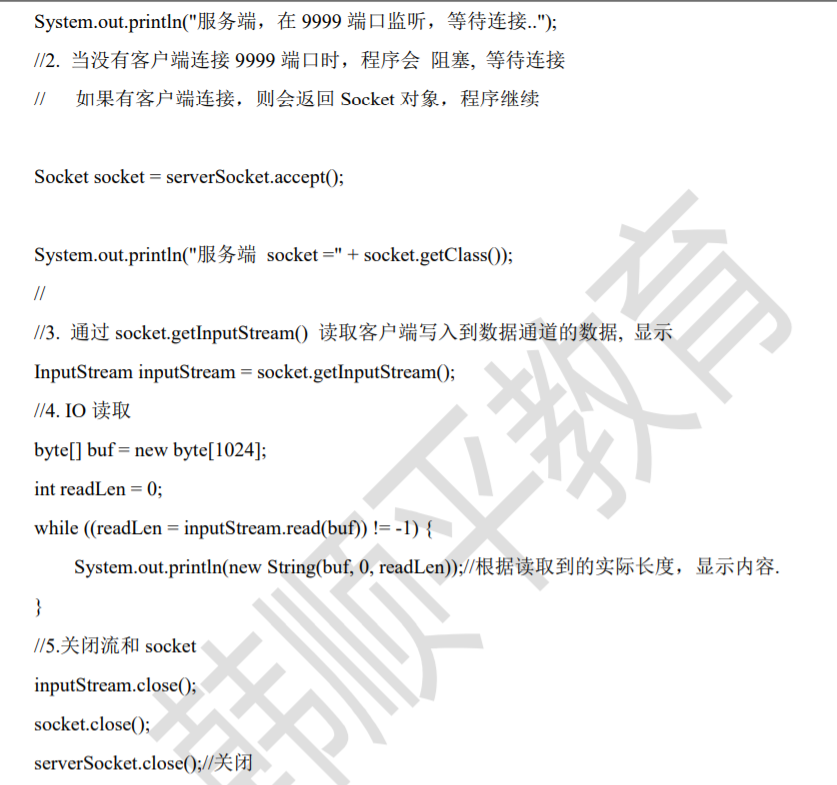 System.out.println("服务端，在 9999 端口监听，等待连接..");
//2. 当没有客户端连接 9999 端口时，程序会 阻塞, 等待连接
// 如果有客户端连接，则会返回 Socket 对象，程序继续
Socket socket = serverSocket.accept();
System.out.println("服务端 socket =" + socket.getClass());
//
//3. 通过 socket.getInputStream() 读取客户端写入到数据通道的数据, 显示
InputStream inputStream = socket.getInputStream();
//4. IO 读取
byte[] buf = new byte[1024];
int readLen = 0;
while ((readLen = inputStream.read(buf)) != -1) {
System.out.println(new String(buf, 0, readLen));//根据读取到的实际长度，显示内容.
}
//5.关闭流和 socket
inputStream.close();
socket.close();
serverSocket.close();//关闭
韩顺平教育